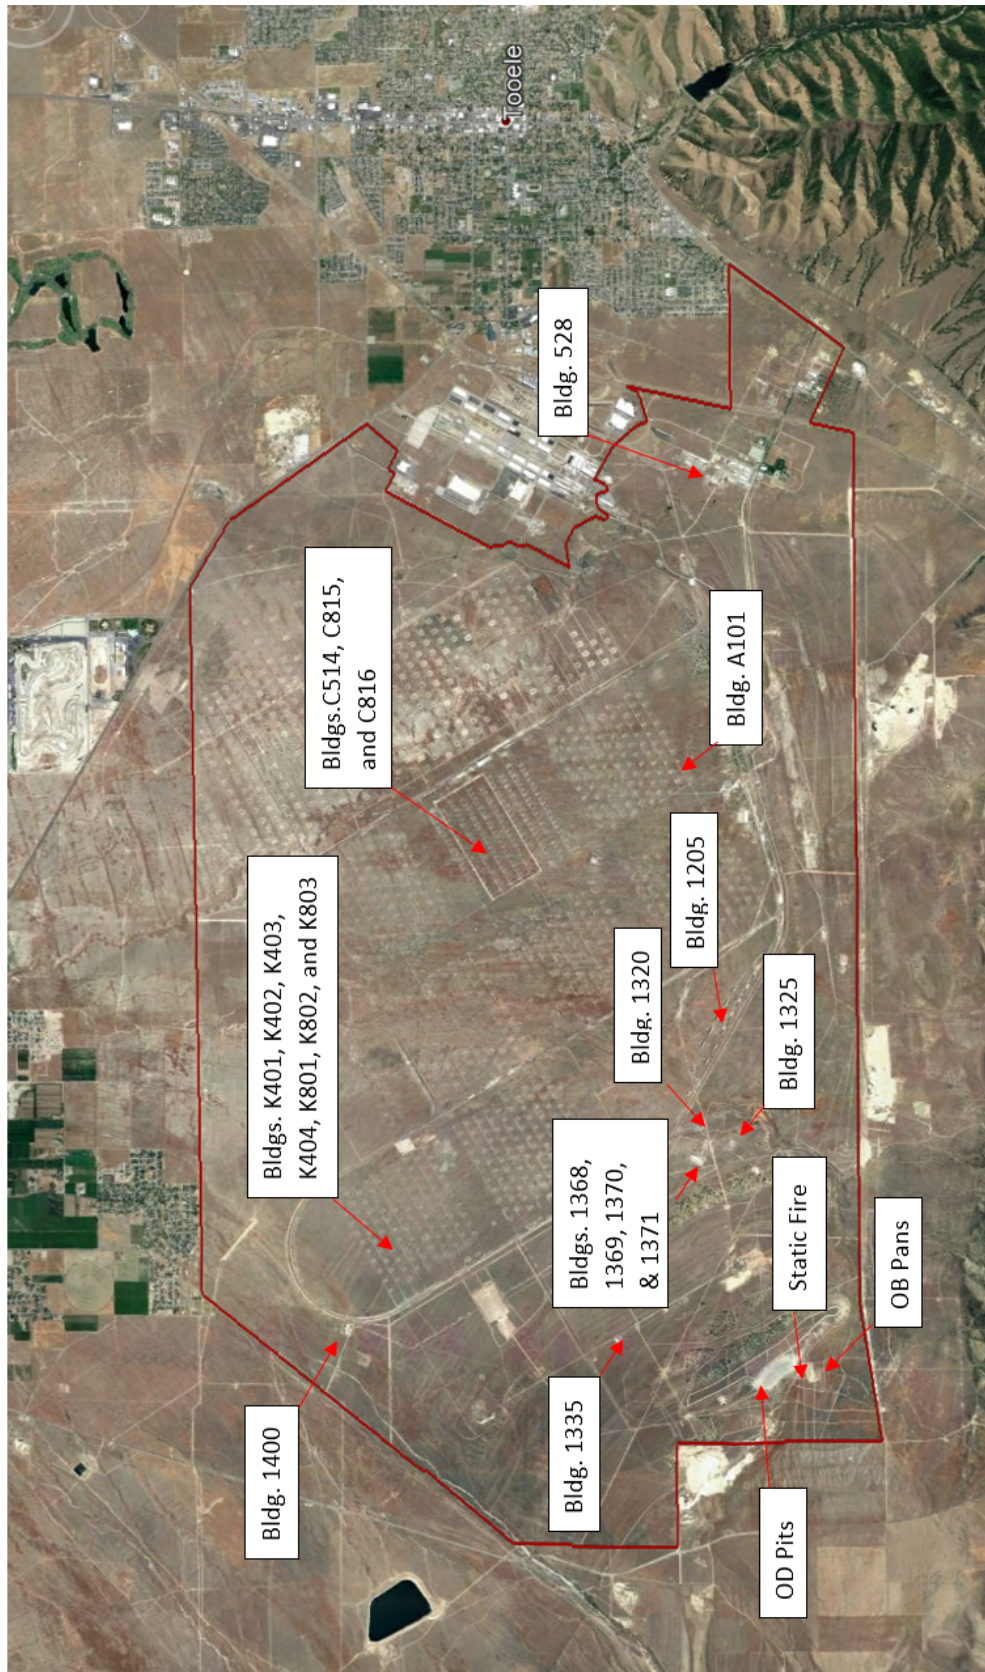 Bldg. 1400
Bldgs. K401, K402, K403,
K404, K801, K802, and K803
Bldgs.C514, C815,
and C816
Tooele
Bldg. 528
Bldg. 1335
Bldgs. 1368,
1369, 1370,
& 1371
Bldg. 1320
Bldg. 1205
Bldg. A101
OD Pits
Static Fire
Bldg. 1325
OB Pans